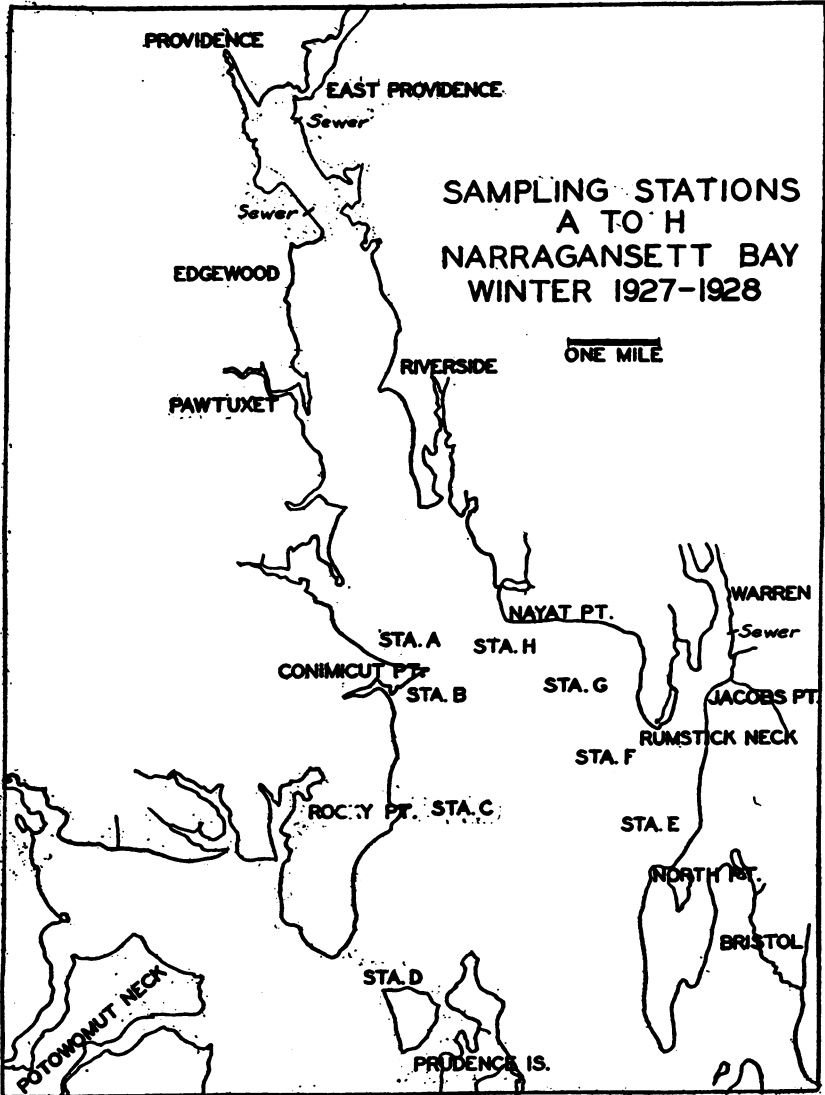 PROVIDENCE
EAST PROVIDENCE
Sewer
SAMPLING STATIONS
A TO H
NARRAGANSETT BAY
WINTER 1927-1928
Sewer
EDGEWOOD
ONE MILE
RIVERSIDE
PAWTUXET
WARREN
NAYAT PT.
Sewer
STA. A
STA. H
CONIMICUT PT.
STA. G
STA. B
JACOBS PT.
RUMSTICK NECK
STA. F
ROCKY PT.
STA. C
STA. E
NORTH PT.
BRISTOL
STA. D
POTOWOMUT NECK
PRUDENCE IS.